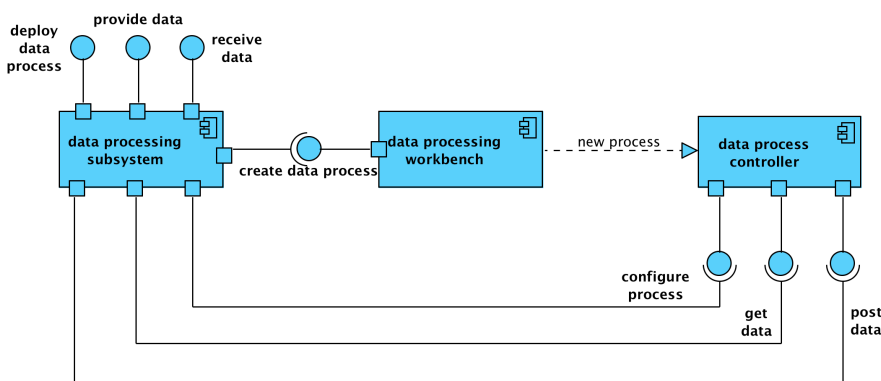 deploy
data
process
provide data
receive
data
data processing
subsystem
create data process
data processing
workbench
new process
data process
controller
configure
process
get
data
post
data